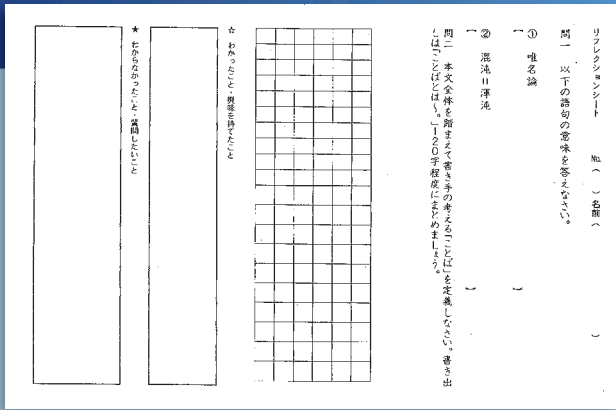 リフレクションシート　　　No.（　　）名前（　　　　　　）
問一　以下の語句の意味を答えなさい。
①　唯名論
【　　　　　　　　　　　　】
②　混沌＝渾沌
【　　　　　　　　　　　　】
問二　本文全体を踏まえて書き手の考える「ことば」を定義しなさい。書き出
しは「ことばとは～。」120字程度にまとめましょう。
☆　わかったこと・興味を持てたこと
★　わからなかったこと・質問したいこと